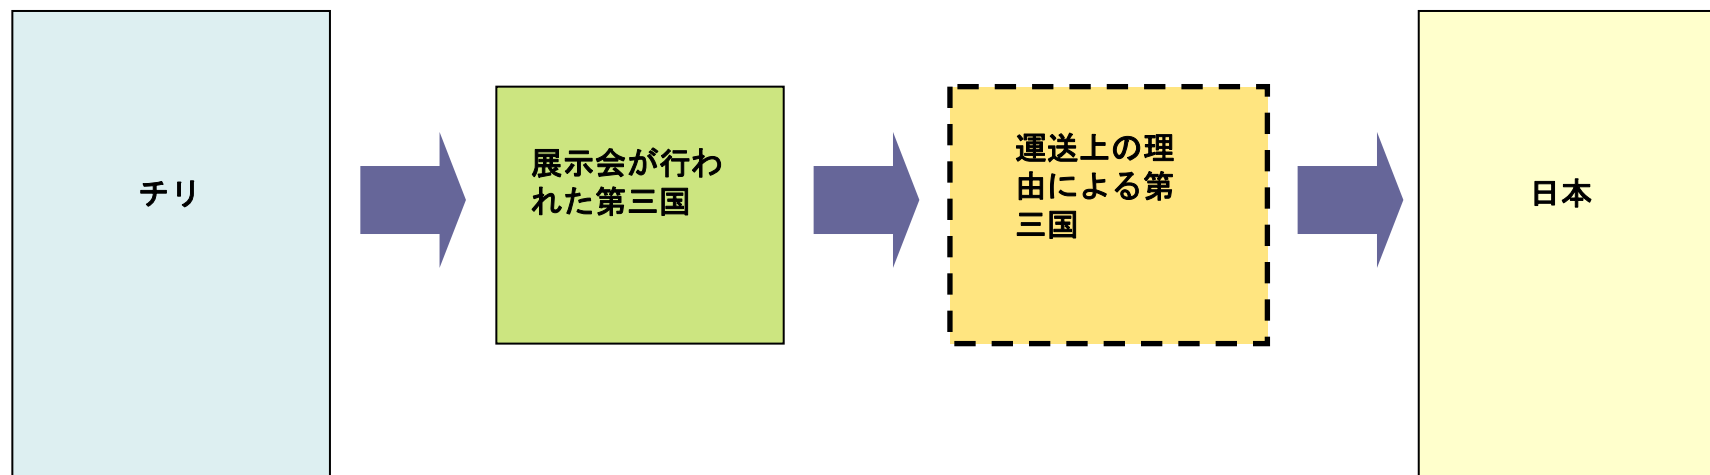 チリ
展示会が行わ
れた第三国
運送上の理
由による第
三国
日本